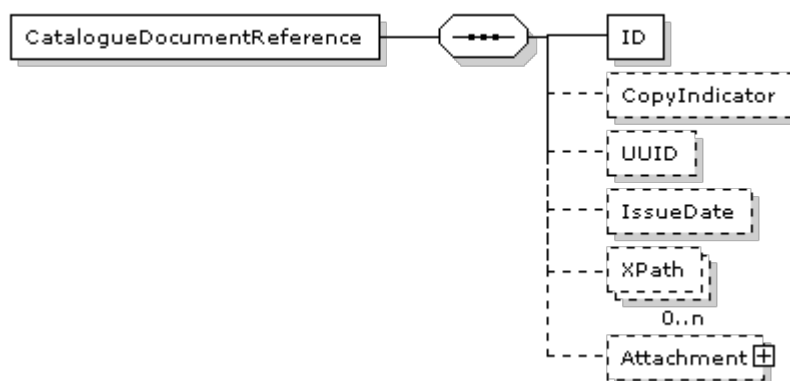 CatalogueDocumentReference
ID
CopyIndicator
UUID
IssueDate
XPath
0..n
Attachment